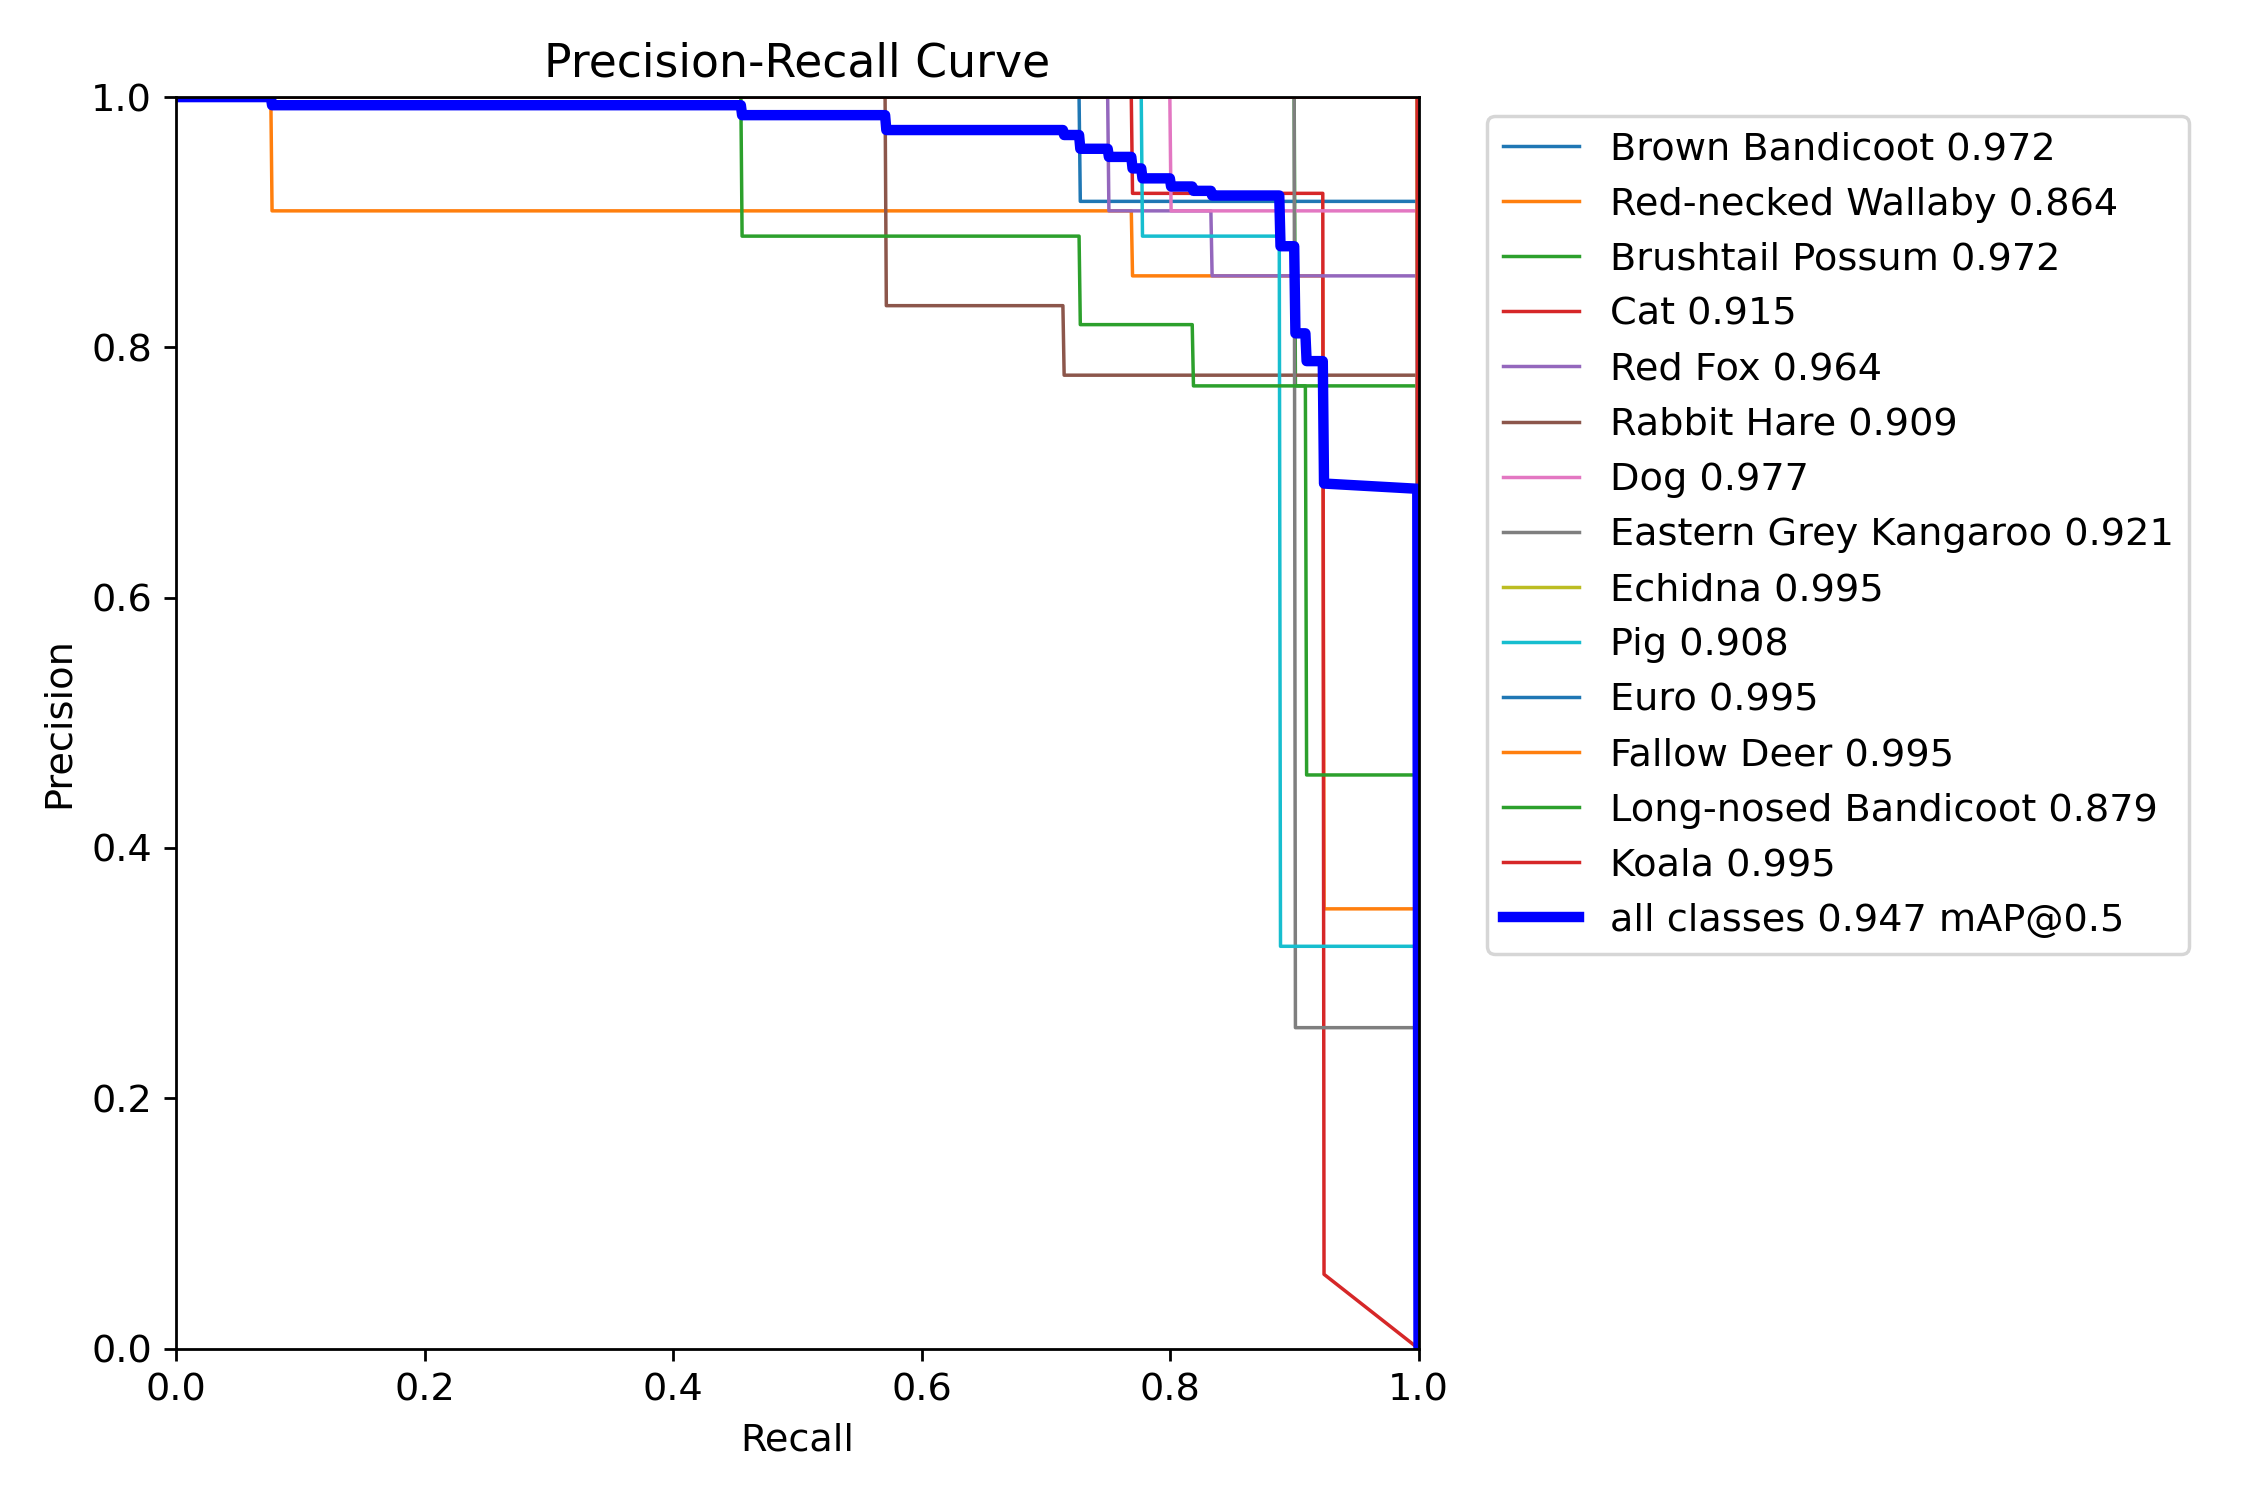 Precision-Recall Curve
1.0
0.8
0.6
0.4
0.2
0.0
Precision
0.0 0.2 0.4 0.6 0.8 1.0
Recall
Brown Bandicoot 0.972
Red-necked Wallaby 0.864
Brushtail Possum 0.972
Cat 0.915
Red Fox 0.964
Rabbit Hare 0.909
Dog 0.977
Eastern Grey Kangaroo 0.921
Echidna 0.995
Pig 0.908
Euro 0.995
Fallow Deer 0.995
Long-nosed Bandicoot 0.879
Koala 0.995
all classes 0.947 mAP@0.5